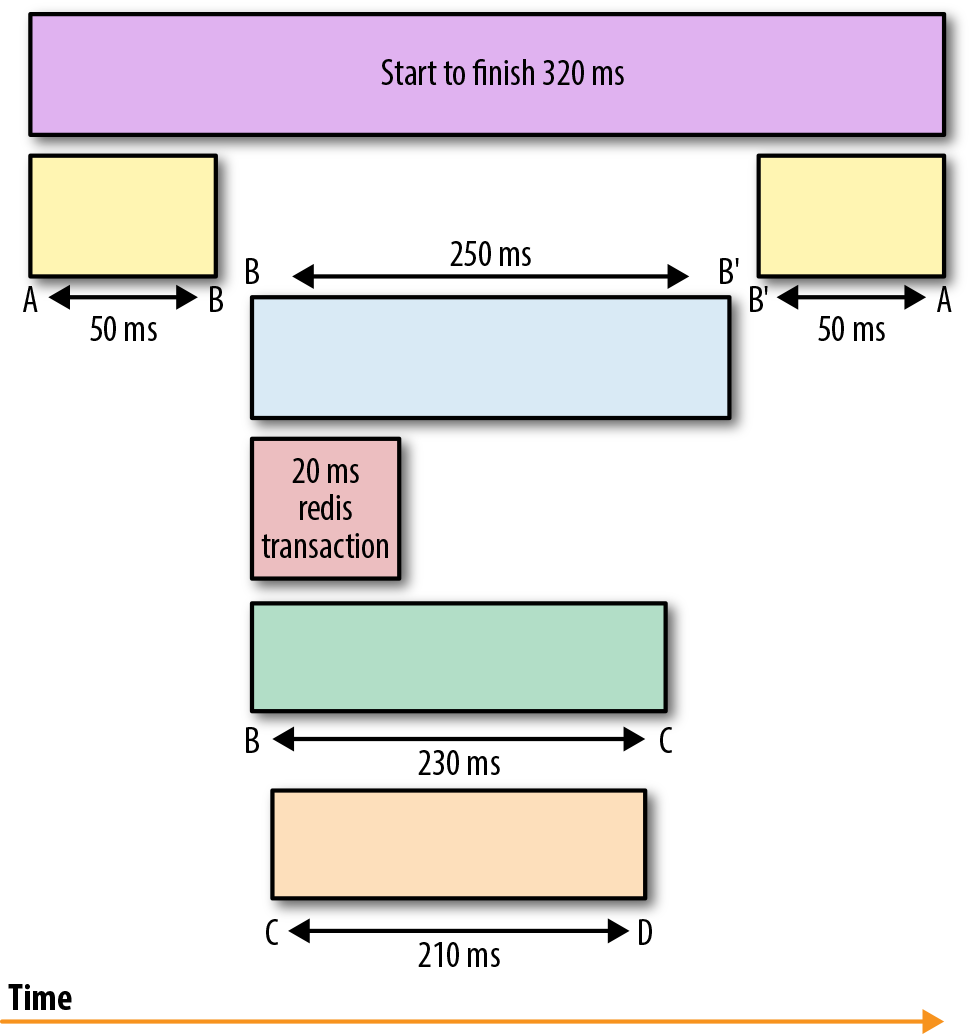 Start to finish 320 ms
B
250 ms
B'
A
B
50 ms
B'
A
50 ms
20 ms
redis
transaction
B
C
230 ms
C
D
210 ms
Time